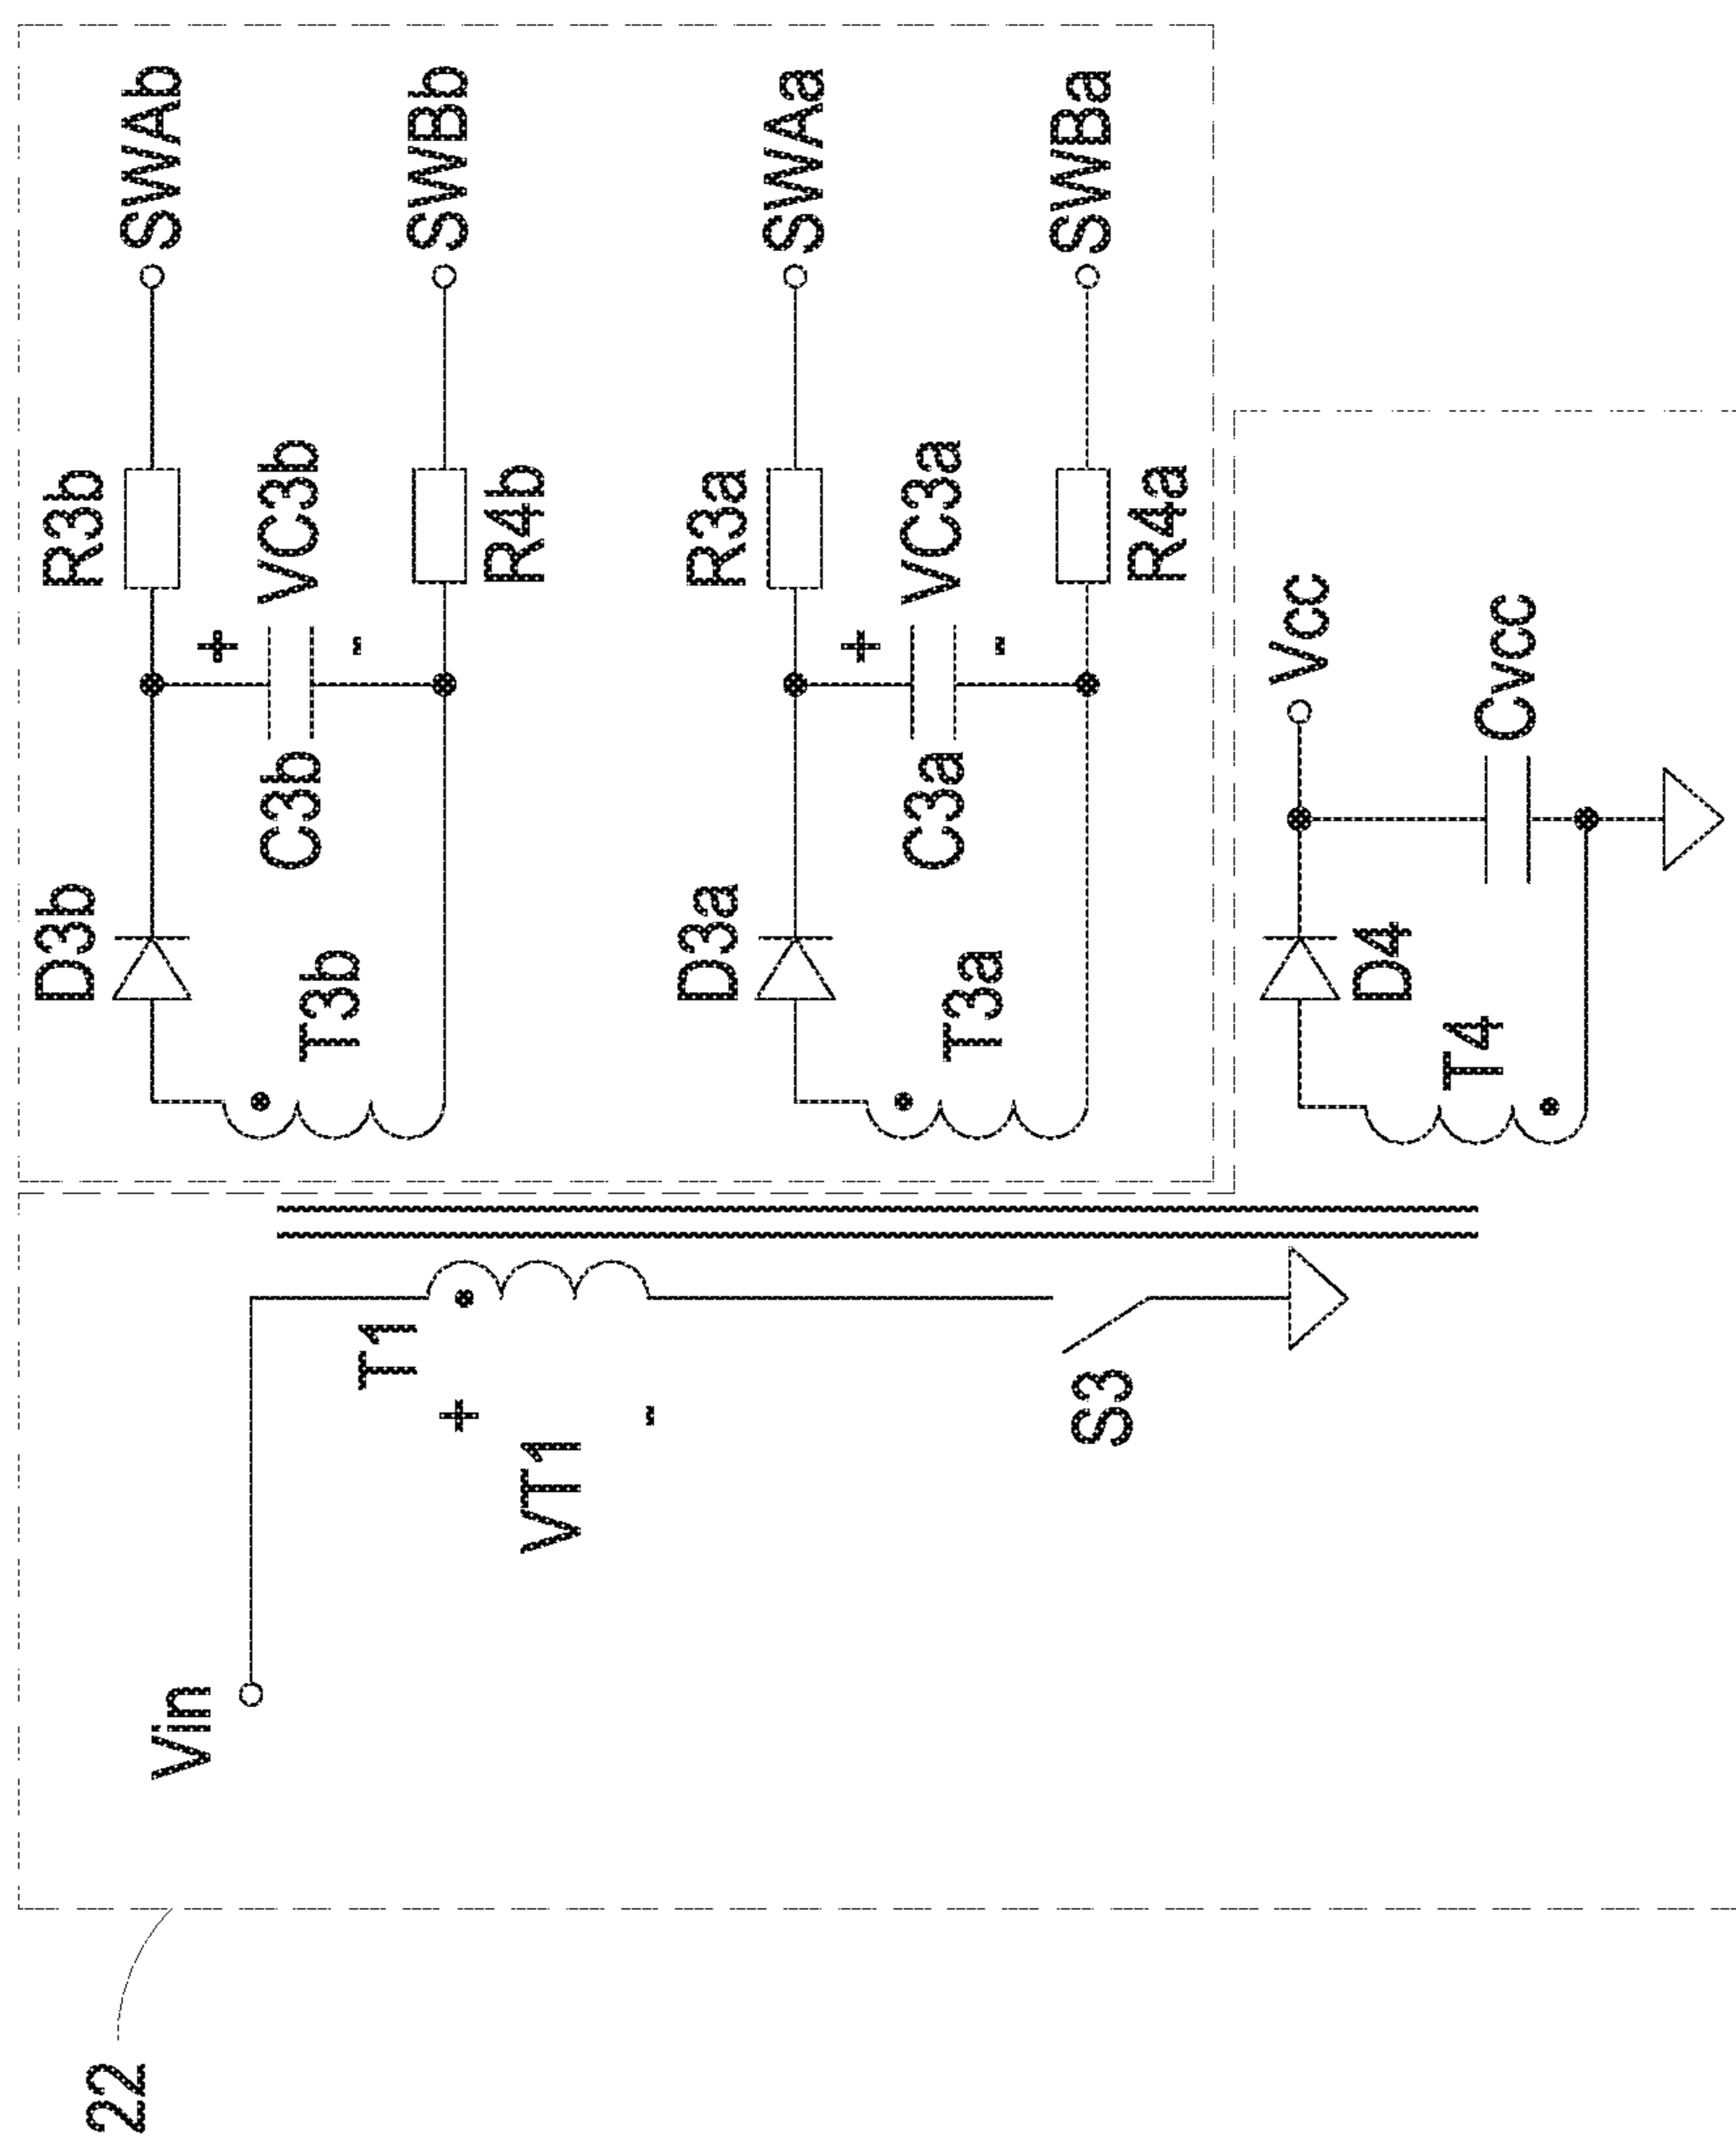 22
Vin
VT1
+
-
T1
S3
D3b
T3b
C3b
+
-
R3b
VC3b
R4b
SWAb
SWBb
D3a
T3a
C3a
+
-
R3a
VC3a
R4a
SWAa
SWBa
T4
D4
Cvcc
Vcc